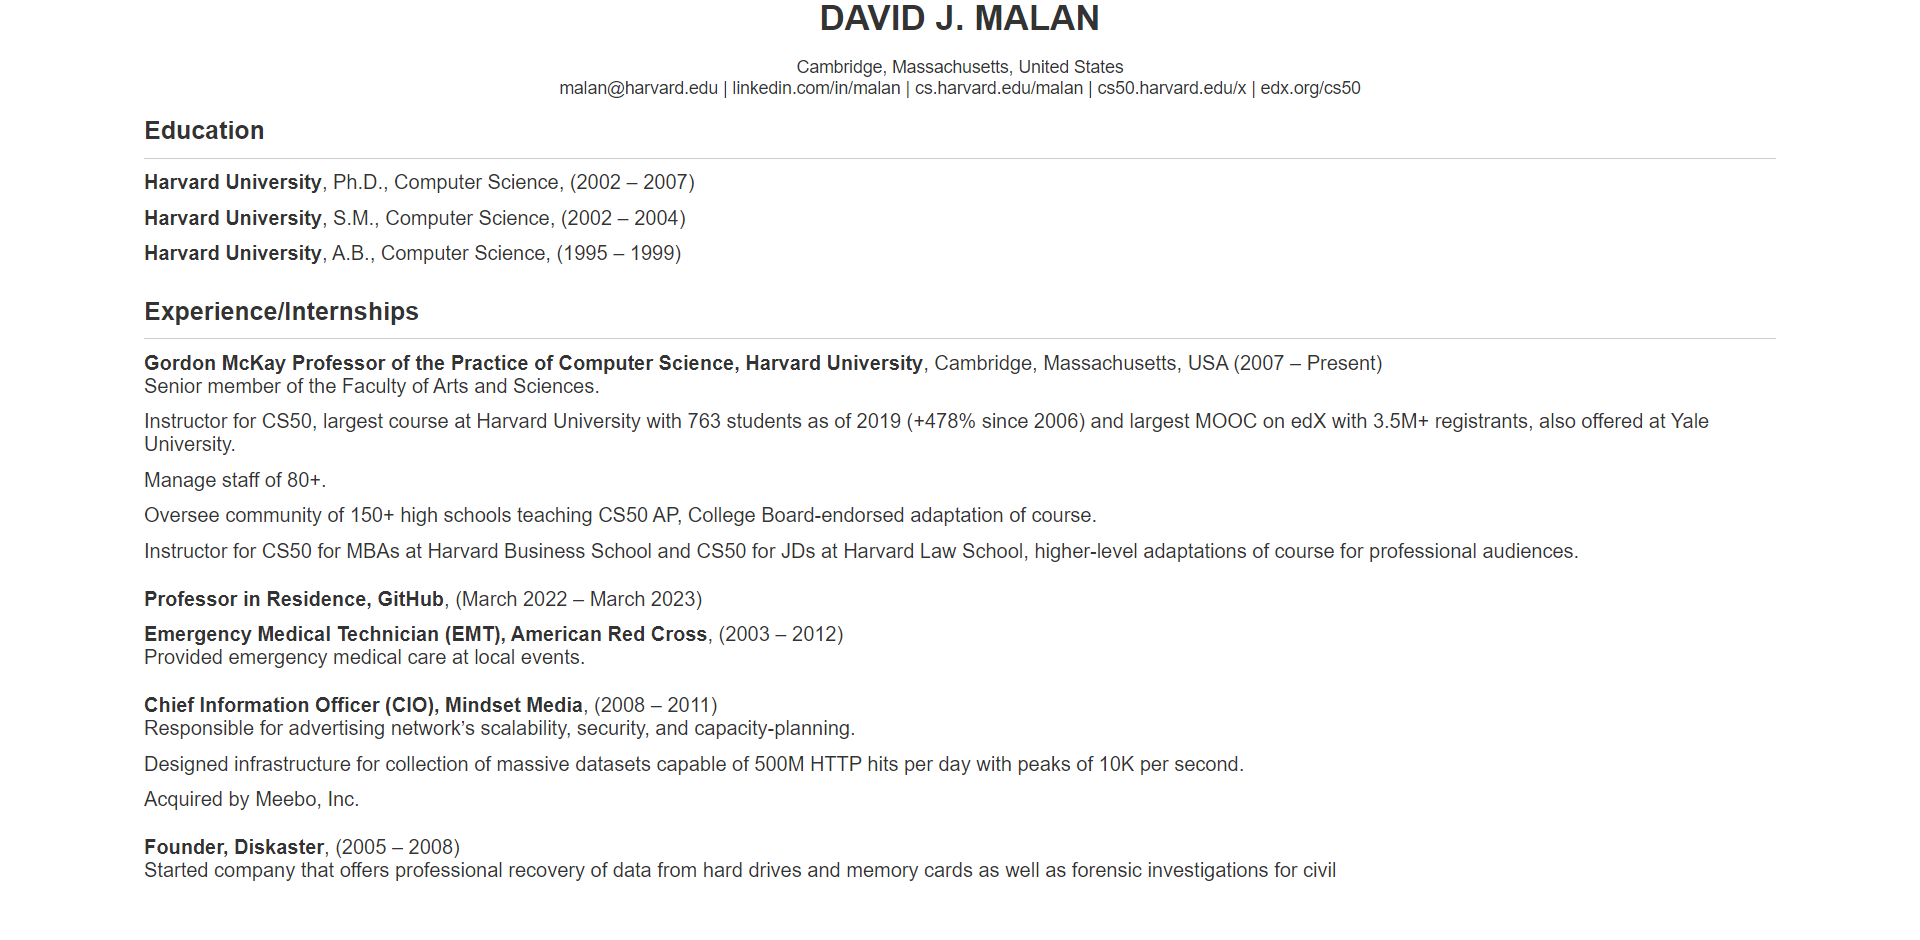 DAVID J. MALAN
Cambridge, Massachusetts, United States
malan@harvard.edu | linkedin.com/in/malan | cs.harvard.edu/malan | cs50.harvard.edu/x | edx.org/cs50
Education
Harvard University, Ph.D., Computer Science, (2002 – 2007)
Harvard University, S.M., Computer Science, (2002 – 2004)
Harvard University, A.B., Computer Science, (1995 – 1999)
Experience/Internships
Gordon McKay Professor of the Practice of Computer Science, Harvard University, Cambridge, Massachusetts, USA (2007 – Present)
Senior member of the Faculty of Arts and Sciences.
Instructor for CS50, largest course at Harvard University with 763 students as of 2019 (+478% since 2006) and largest MOOC on edX with 3.5M+ registrants, also offered at Yale
University.
Manage staff of 80+.
Oversee community of 150+ high schools teaching CS50 AP, College Board-endorsed adaptation of course.
Instructor for CS50 for MBAs at Harvard Business School and CS50 for JDs at Harvard Law School, higher-level adaptations of course for professional audiences.
Professor in Residence, GitHub, (March 2022 – March 2023)
Emergency Medical Technician (EMT), American Red Cross, (2003 – 2012)
Provided emergency medical care at local events.
Chief Information Officer (CIO), Mindset Media, (2008 – 2011)
Responsible for advertising network’s scalability, security, and capacity-planning.
Designed infrastructure for collection of massive datasets capable of 500M HTTP hits per day with peaks of 10K per second.
Acquired by Meebo, Inc.
Founder, Diskaster, (2005 – 2008)
Started company that offers professional recovery of data from hard drives and memory cards as well as forensic investigations for civil